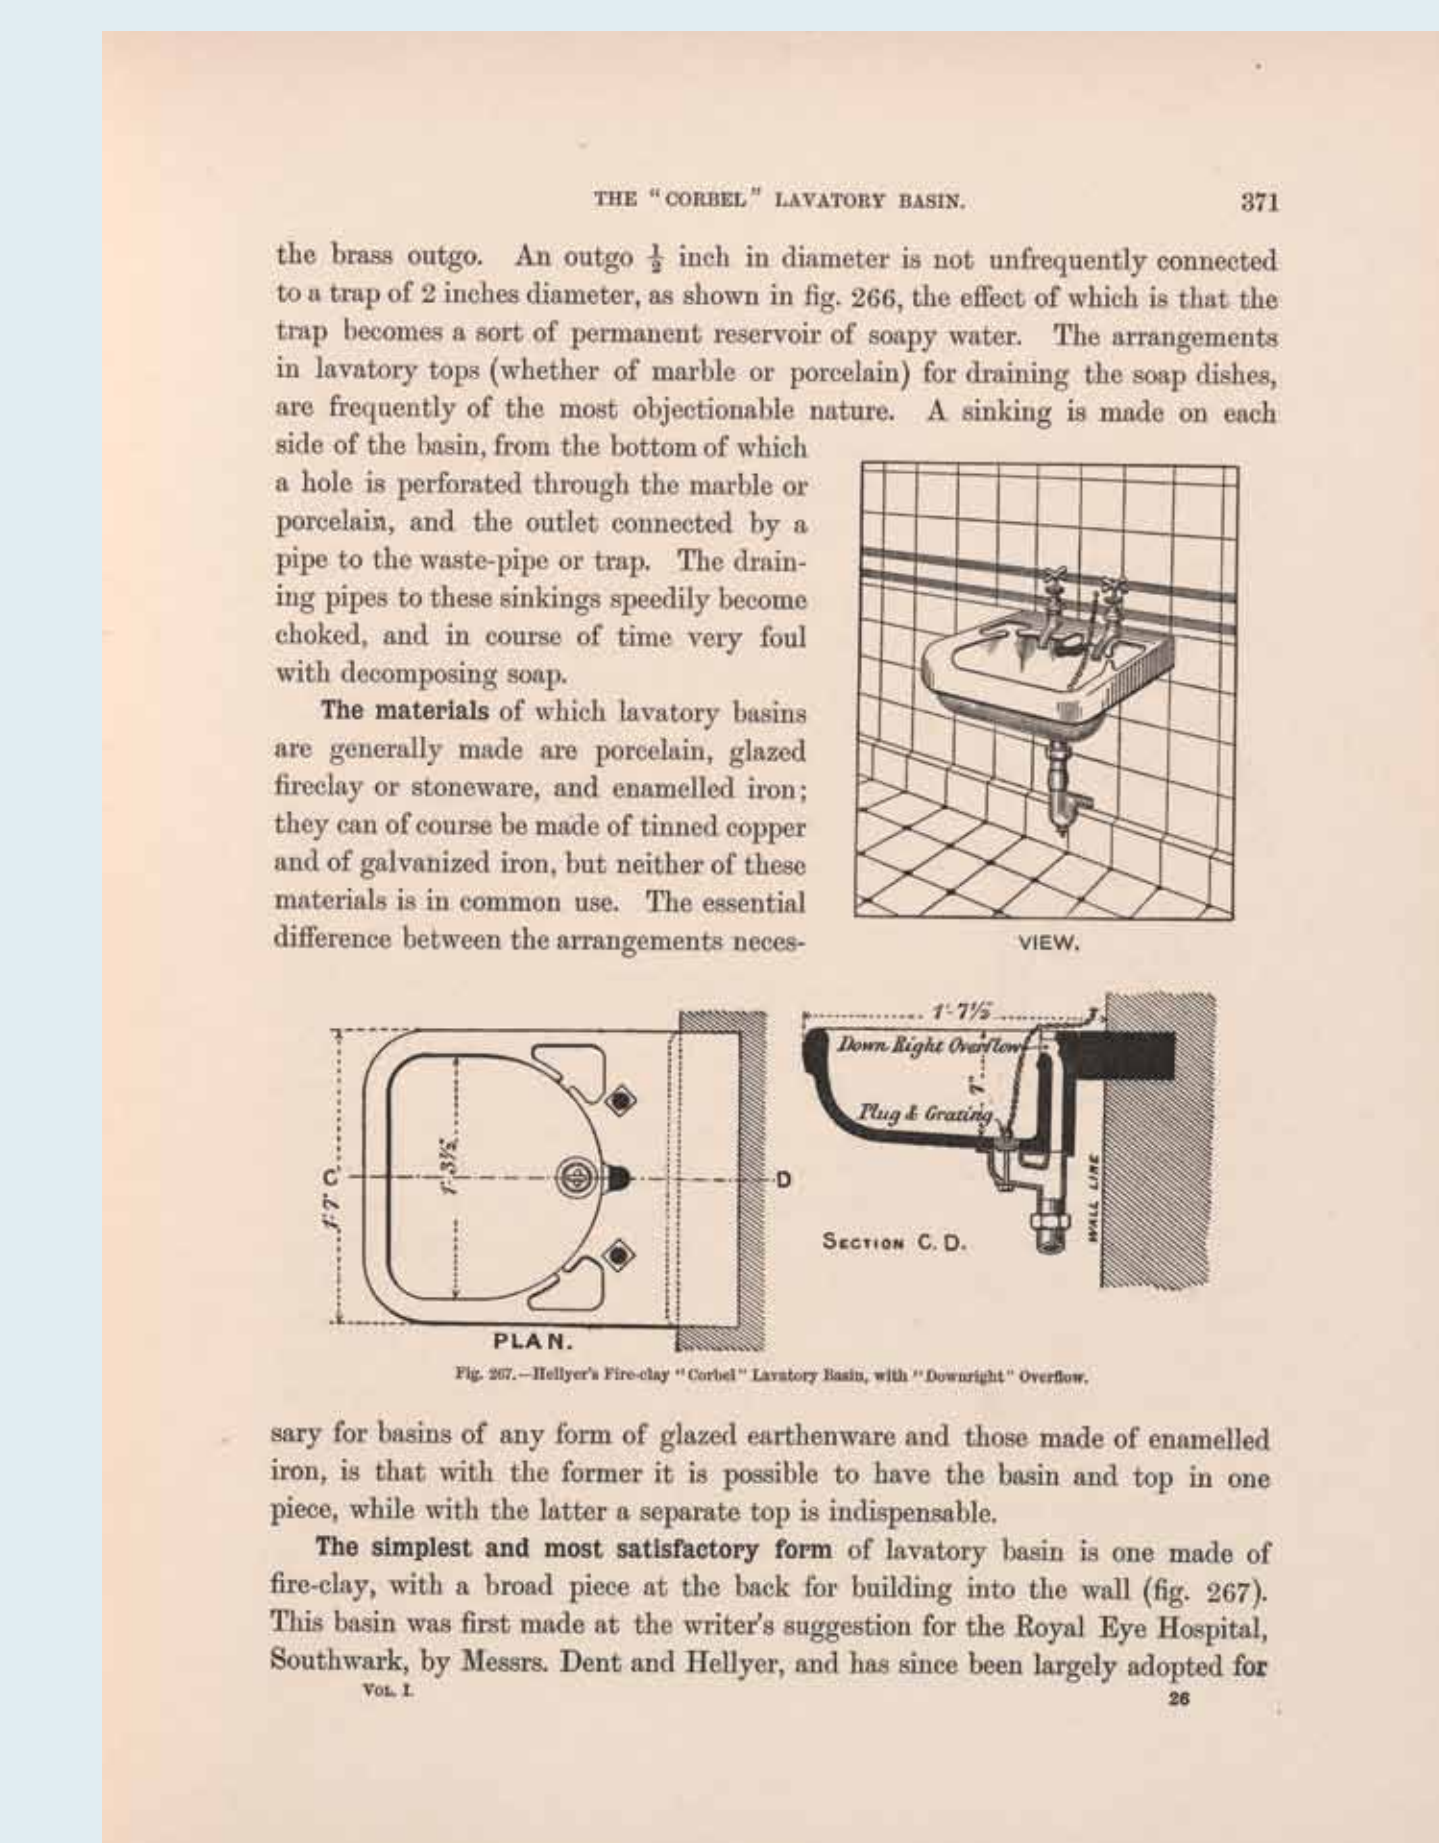 THE "CORBEL" LAVATORY BASIN. 371
the brass outgo. An outgo ½ inch in diameter is not unfrequently connected
to a trap of 2 inches diameter, as shown in fig. 266, the effect of which is that the
trap becomes a sort of permanent reservoir of soapy water. The arrangements
in lavatory tops (whether of marble or porcelain) for draining the soap dishes,
are frequently of the most objectionable nature. A sinking is made on each
side of the basin, from the bottom of which
a hole is perforated through the marble or
porcelain, and the outlet connected by a
pipe to the waste-pipe or trap. The drain-
ing pipes to these sinkings speedily become
choked, and in course of time very foul
with decomposing soap.
The materials of which lavatory basins
are generally made are porcelain, glazed
fireclay or stoneware, and enamelled iron;
they can of course be made of tinned copper
and of galvanized iron, but neither of these
materials is in common use. The essential
difference between the arrangements neces-
VIEW.
1'-7½"
Down Right Overflow
7"
Plug & Grating
C
D
1'-3½"
1'-7"
WALL LINE
SECTION C. D.
PLAN.
Fig. 267.—Hellyer's Fire-clay "Corbel" Lavatory Basin, with "Downright" Overflow.
sary for basins of any form of glazed earthenware and those made of enamelled
iron, is that with the former it is possible to have the basin and top in one
piece, while with the latter a separate top is indispensable.
The simplest and most satisfactory form of lavatory basin is one made of
fire-clay, with a broad piece at the back for building into the wall (fig. 267).
This basin was first made at the writer's suggestion for the Royal Eye Hospital,
Southwark, by Messrs. Dent and Hellyer, and has since been largely adopted for
VOL. I. 26